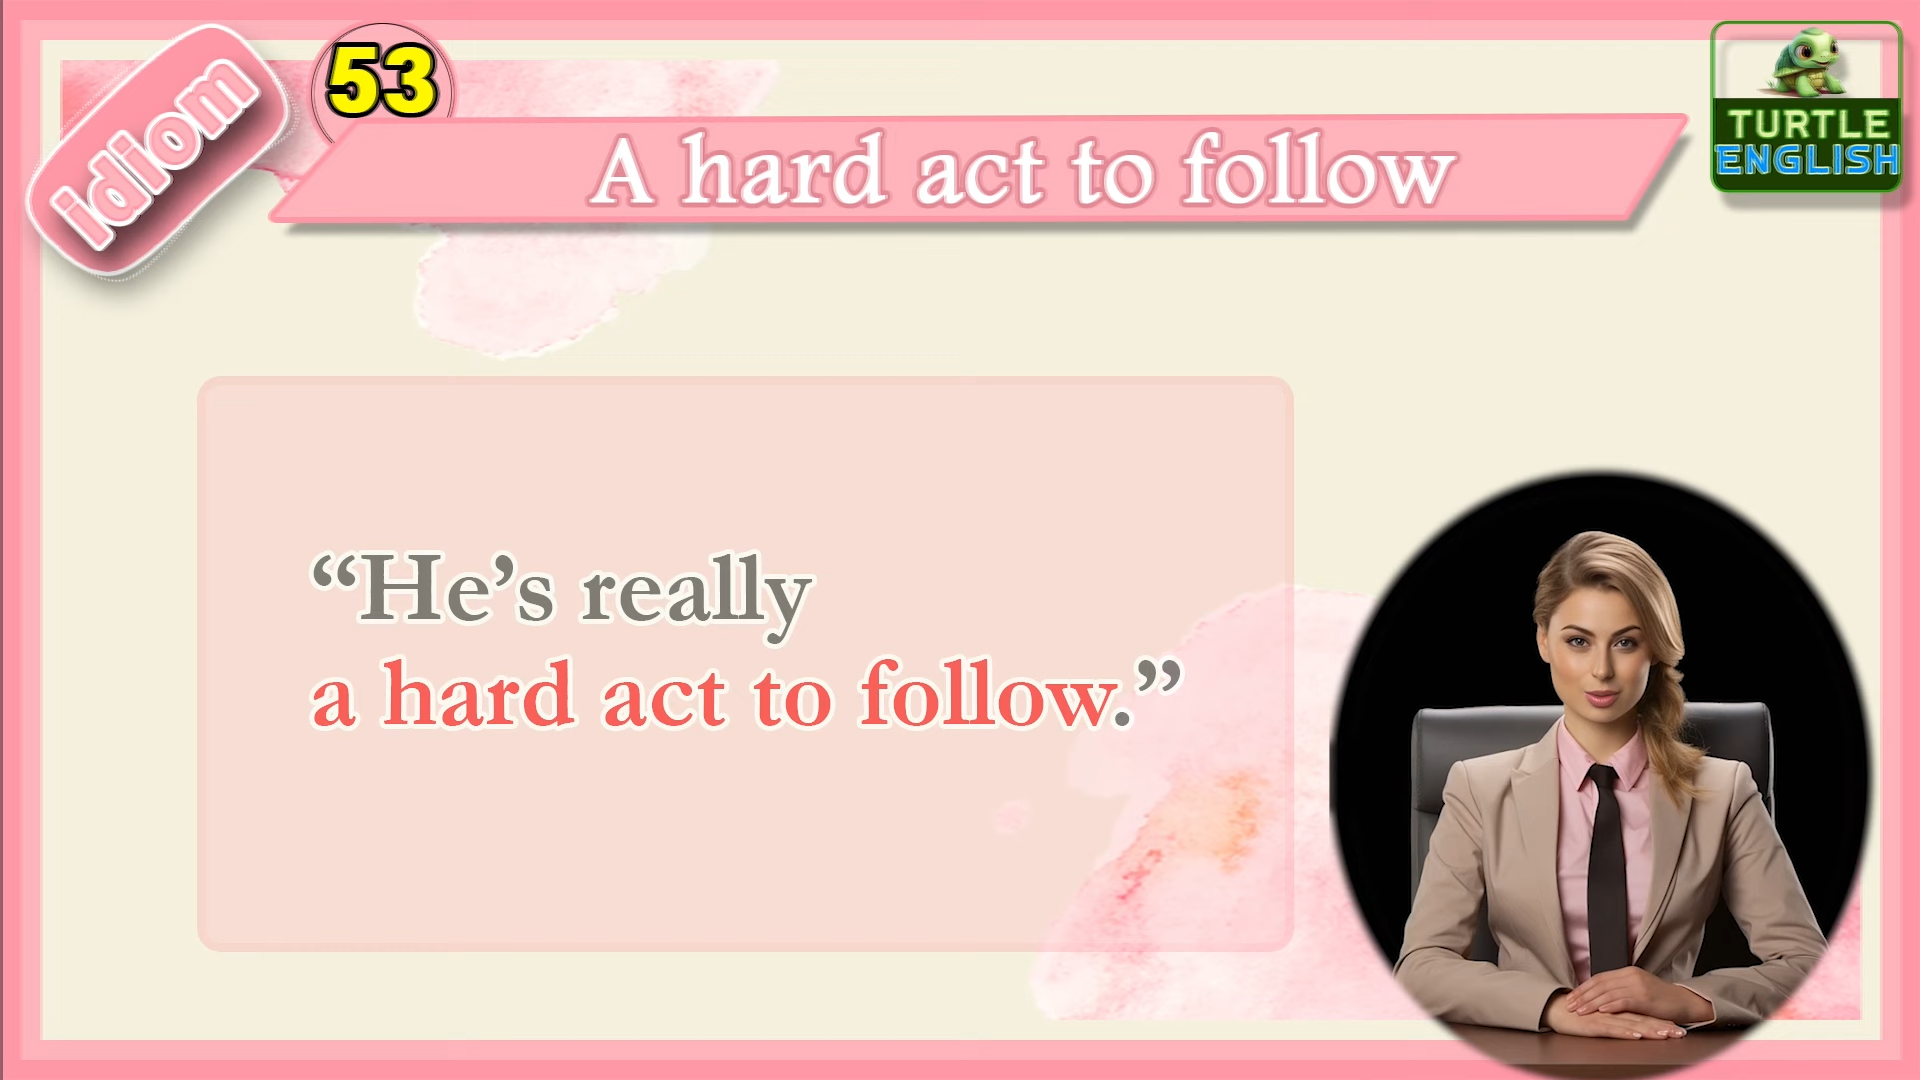 idiom
53
A hard act to follow
TURTLE
ENGLISH
“He’s really
a hard act to follow.”